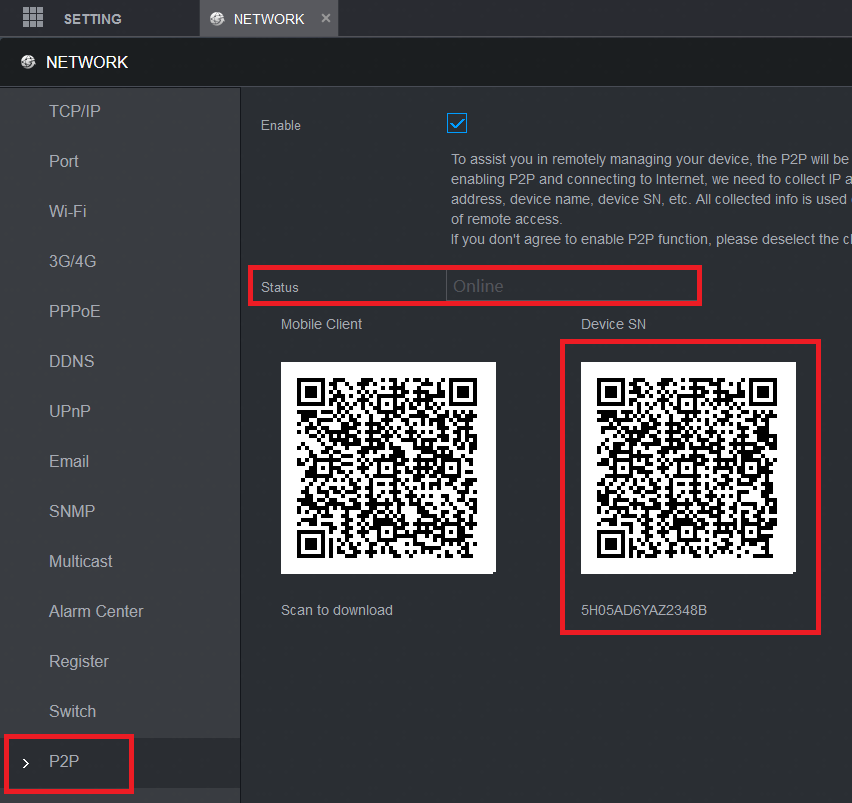 SETTING
NETWORK
NETWORK
TCP/IP
Port
Wi-Fi
3G/4G
PPPoE
DDNS
UPnP
Email
SNMP
Multicast
Alarm Center
Register
Switch
P2P
Enable
To assist you in remotely managing your device, the P2P will be
enabling P2P and connecting to Internet, we need to collect IP a
address, device name, device SN, etc. All collected info is used
of remote access.
If you don't agree to enable P2P function, please deselect the c
Status
Online
Mobile Client
Device SN
Scan to download
5H05AD6YAZ2348B